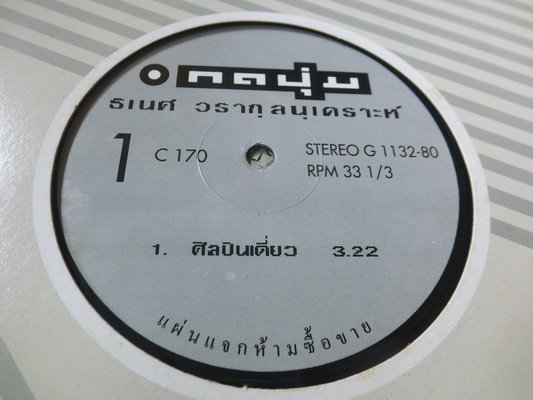 กดปุ่ม
ธเนศ วรากุลนุเคราะห์
1 C 170 STEREO G 1132-80
RPM 33 1/3
1. ศิลปินเดี่ยว 3.22
แผ่นแจกห้ามซื้อขาย